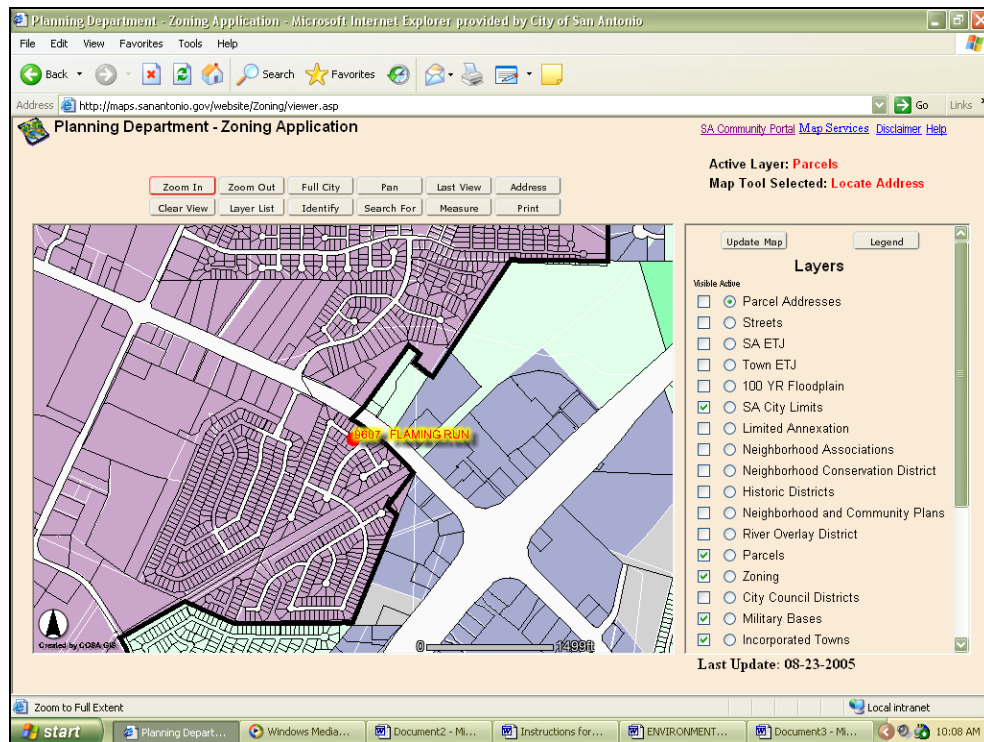 Planning Department - Zoning Application - Microsoft Internet Explorer provided by City of San Antonio
File Edit View Favorites Tools Help
Back Search Favorites
Address http://maps.sanantonio.gov/website/Zoning/viewer.asp Go Links
Planning Department - Zoning Application
SA Community Portal Map Services Disclaimer Help
Active Layer: Parcels
Map Tool Selected: Locate Address
Zoom In Zoom Out Full City Pan Last View Address
Clear View Layer List Identify Search For Measure Print
Update Map Legend
Layers
Visible Active
Parcel Addresses
Streets
SA ETJ
Town ETJ
100 YR Floodplain
SA City Limits
Limited Annexation
Neighborhood Associations
Neighborhood Conservation District
Historic Districts
Neighborhood and Community Plans
River Overlay District
Parcels
Zoning
City Council Districts
Military Bases
Incorporated Towns
9607 FLAMING RUN
Created by COSA GIS
0 1499ft
Last Update: 08-23-2005
Zoom to Full Extent Local intranet
start Planning Depart... Windows Media... Document2 - Mi... Instructions for... ENVIRONMENT... Document3 - Mi... 10:08 AM